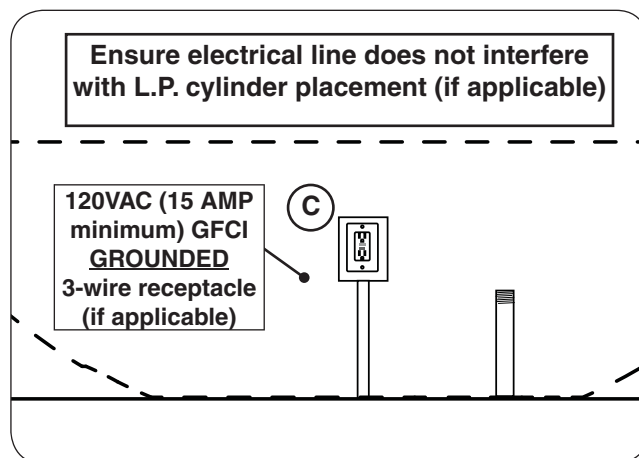 Ensure electrical line does not interfere
with L.P. cylinder placement (if applicable)
120VAC (15 AMP
minimum) GFCI
GROUNDED
3-wire receptacle
(if applicable)
C